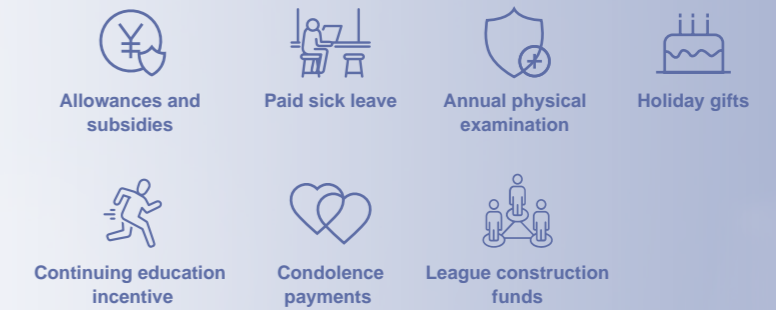 ¥
Allowances and
subsidies
Paid sick leave
Annual physical
examination
Holiday gifts
Continuing education
incentive
Condolence
payments
League construction
funds